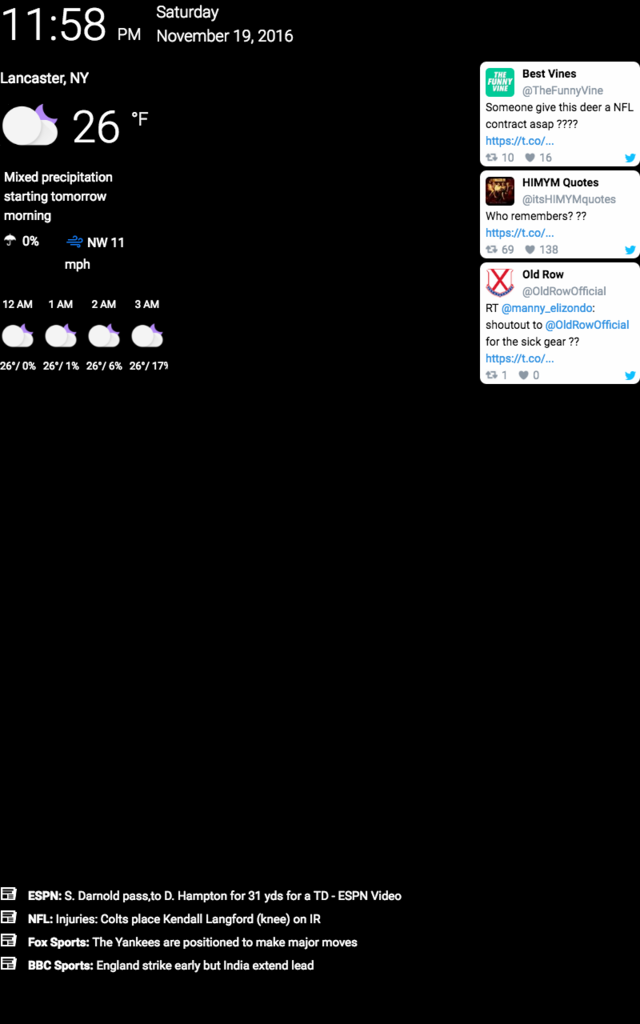 11:58 PM
Saturday
November 19, 2016
Lancaster, NY
26 °F
Mixed precipitation
starting tomorrow
morning
0%
NW 11
mph
12 AM 1 AM 2 AM 3 AM
26°/ 0% 26°/ 1% 26°/ 6% 26°/ 17%
THE
FUNNY
VINE
Best Vines
@TheFunnyVine
Someone give this deer a NFL
contract asap ????
https://t.co/...
10 16
HIMYM Quotes
@itsHIMYMquotes
Who remembers? ??
https://t.co/...
69 138
Old Row
@OldRowOfficial
RT @manny_elizondo:
shoutout to @OldRowOfficial
for the sick gear ??
https://t.co/...
1 0
ESPN: S. Darnold pass,to D. Hampton for 31 yds for a TD - ESPN Video
NFL: Injuries: Colts place Kendall Langford (knee) on IR
Fox Sports: The Yankees are positioned to make major moves
BBC Sports: England strike early but India extend lead